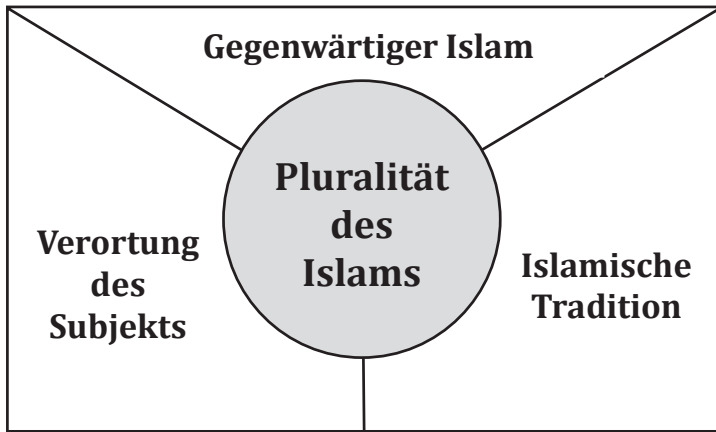 Gegenwärtiger Islam
Pluralität
des
Islams
Verortung
des
Subjekts
Islamische
Tradition